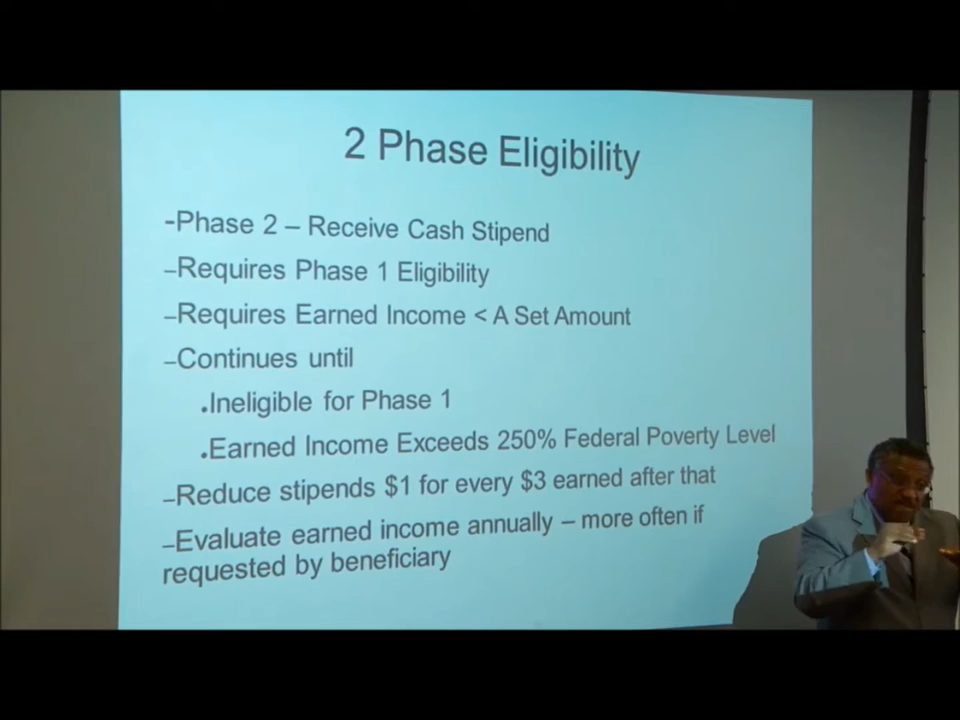 2 Phase Eligibility
-Phase 2 – Receive Cash Stipend
–Requires Phase 1 Eligibility
–Requires Earned Income < A Set Amount
–Continues until
•Ineligible for Phase 1
•Earned Income Exceeds 250% Federal Poverty Level
–Reduce stipends $1 for every $3 earned after that
–Evaluate earned income annually – more often if
requested by beneficiary